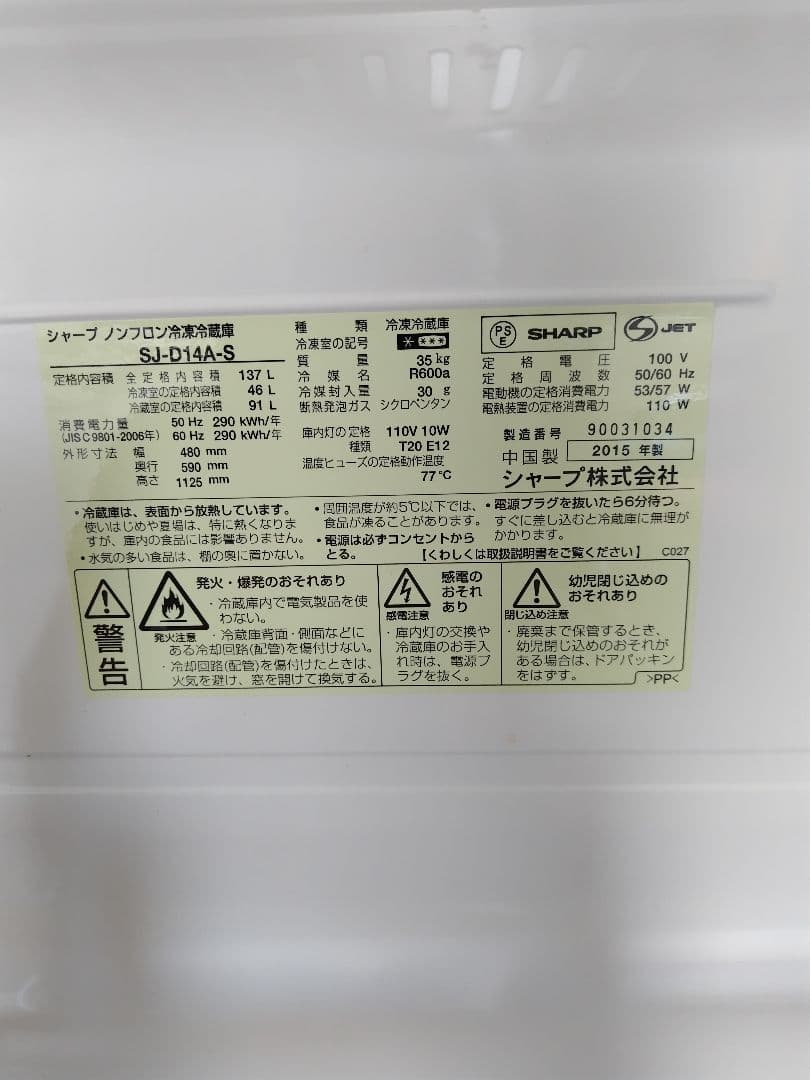 シャープ ノンフロン冷凍冷蔵庫
SJ-D14A-S
定格内容積 全定格内容積 137 L
冷凍室の定格内容積 46 L
冷蔵室の定格内容積 91 L
消費電力量 50 Hz 290 kWh/年
(JIS C 9801-2006年) 60 Hz 290 kWh/年
外形寸法 幅 480 mm
奥行 590 mm
高さ 1125 mm
種類 冷凍冷蔵庫
冷凍室の記号 * ***
質量 35 kg
冷媒名 R600a
冷媒封入量 30 g
断熱発泡ガス シクロペンタン
庫内灯の定格 110V 10W
種類 T20 E12
温度ヒューズの定格動作温度
77℃
PS E SHARP S JET
定格電圧 100 V
定格周波数 50/60 Hz
電動機の定格消費電力 53/57 W
電熱装置の定格消費電力 110 W
製造番号 90031034
中国製 2015 年製
シャープ株式会社
・冷蔵庫は、表面から放熱しています。
使いはじめや夏場は、特に熱くなりま
すが、庫内の食品には影響ありません。
・水気の多い食品は、棚の奥に置かない。
・周囲温度が約5℃以下では、
食品が凍ることがあります。
・電源は必ずコンセントから
とる。
・電源プラグを抜いたら6分待つ。
すぐに差し込むと冷蔵庫に無理が
かかります。
【くわしくは取扱説明書をご覧ください】 C027
警告
発火・爆発のおそれあり
発火注意
・冷蔵庫内で電気製品を使
わない。
・冷蔵庫背面・側面などに
ある冷却回路(配管)を傷付けない。
・冷却回路(配管)を傷付けたときは、
火気を避け、窓を開けて換気する。
感電の
おそれ
あり
感電注意
・庫内灯の交換や
冷蔵庫のお手入
れ時は、電源プ
ラグを抜く。
幼児閉じ込めの
おそれあり
閉じ込め注意
・廃棄まで保管するとき、
幼児閉じ込めのおそれが
ある場合は、ドアパッキン
をはずす。
>PP<